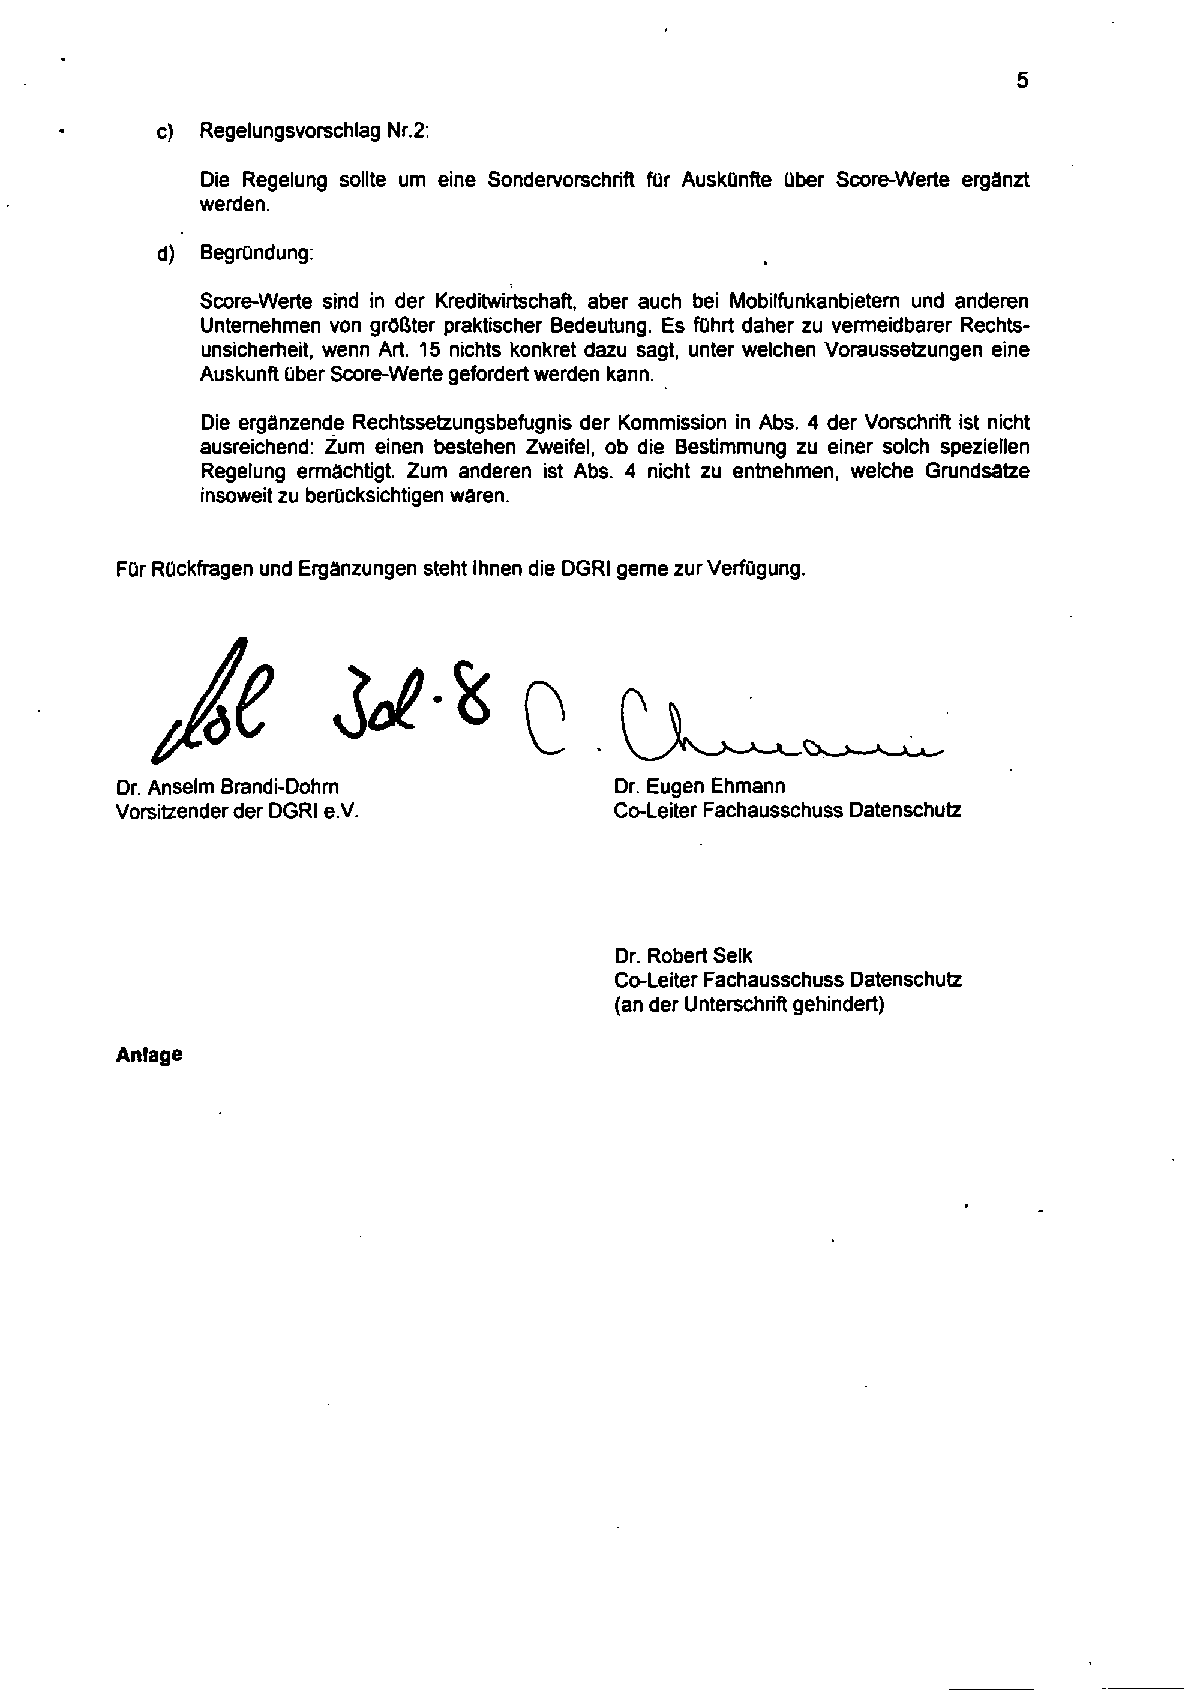 5
c) Regelungsvorschlag Nr.2:
Die Regelung sollte um eine Sondervorschrift für Auskünfte über Score-Werte ergänzt
werden.
d) Begründung:
Score-Werte sind in der Kreditwirtschaft, aber auch bei Mobilfunkanbietern und anderen
Unternehmen von größter praktischer Bedeutung. Es führt daher zu vermeidbarer Rechts-
unsicherheit, wenn Art. 15 nichts konkret dazu sagt, unter welchen Voraussetzungen eine
Auskunft über Score-Werte gefordert werden kann.
Die ergänzende Rechtssetzungsbefugnis der Kommission in Abs. 4 der Vorschrift ist nicht
ausreichend: Zum einen bestehen Zweifel, ob die Bestimmung zu einer solch speziellen
Regelung ermächtigt. Zum anderen ist Abs. 4 nicht zu entnehmen, welche Grundsätze
insoweit zu berücksichtigen wären.
Für Rückfragen und Ergänzungen steht Ihnen die DGRI gerne zur Verfügung.
Dr. Anselm Brandi-Dohrn
Vorsitzender der DGRI e.V.
Dr. Eugen Ehmann
Co-Leiter Fachausschuss Datenschutz
Dr. Robert Selk
Co-Leiter Fachausschuss Datenschutz
(an der Unterschrift gehindert)
Anlage